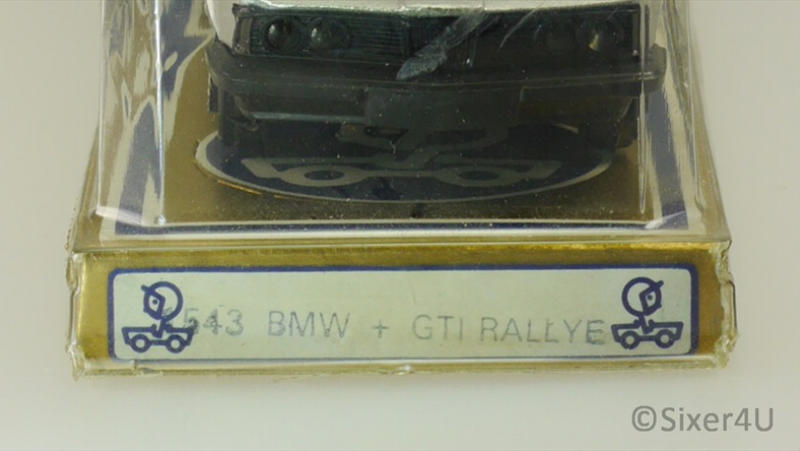 543 BMW + GTI RALLYE
©Sixer4U